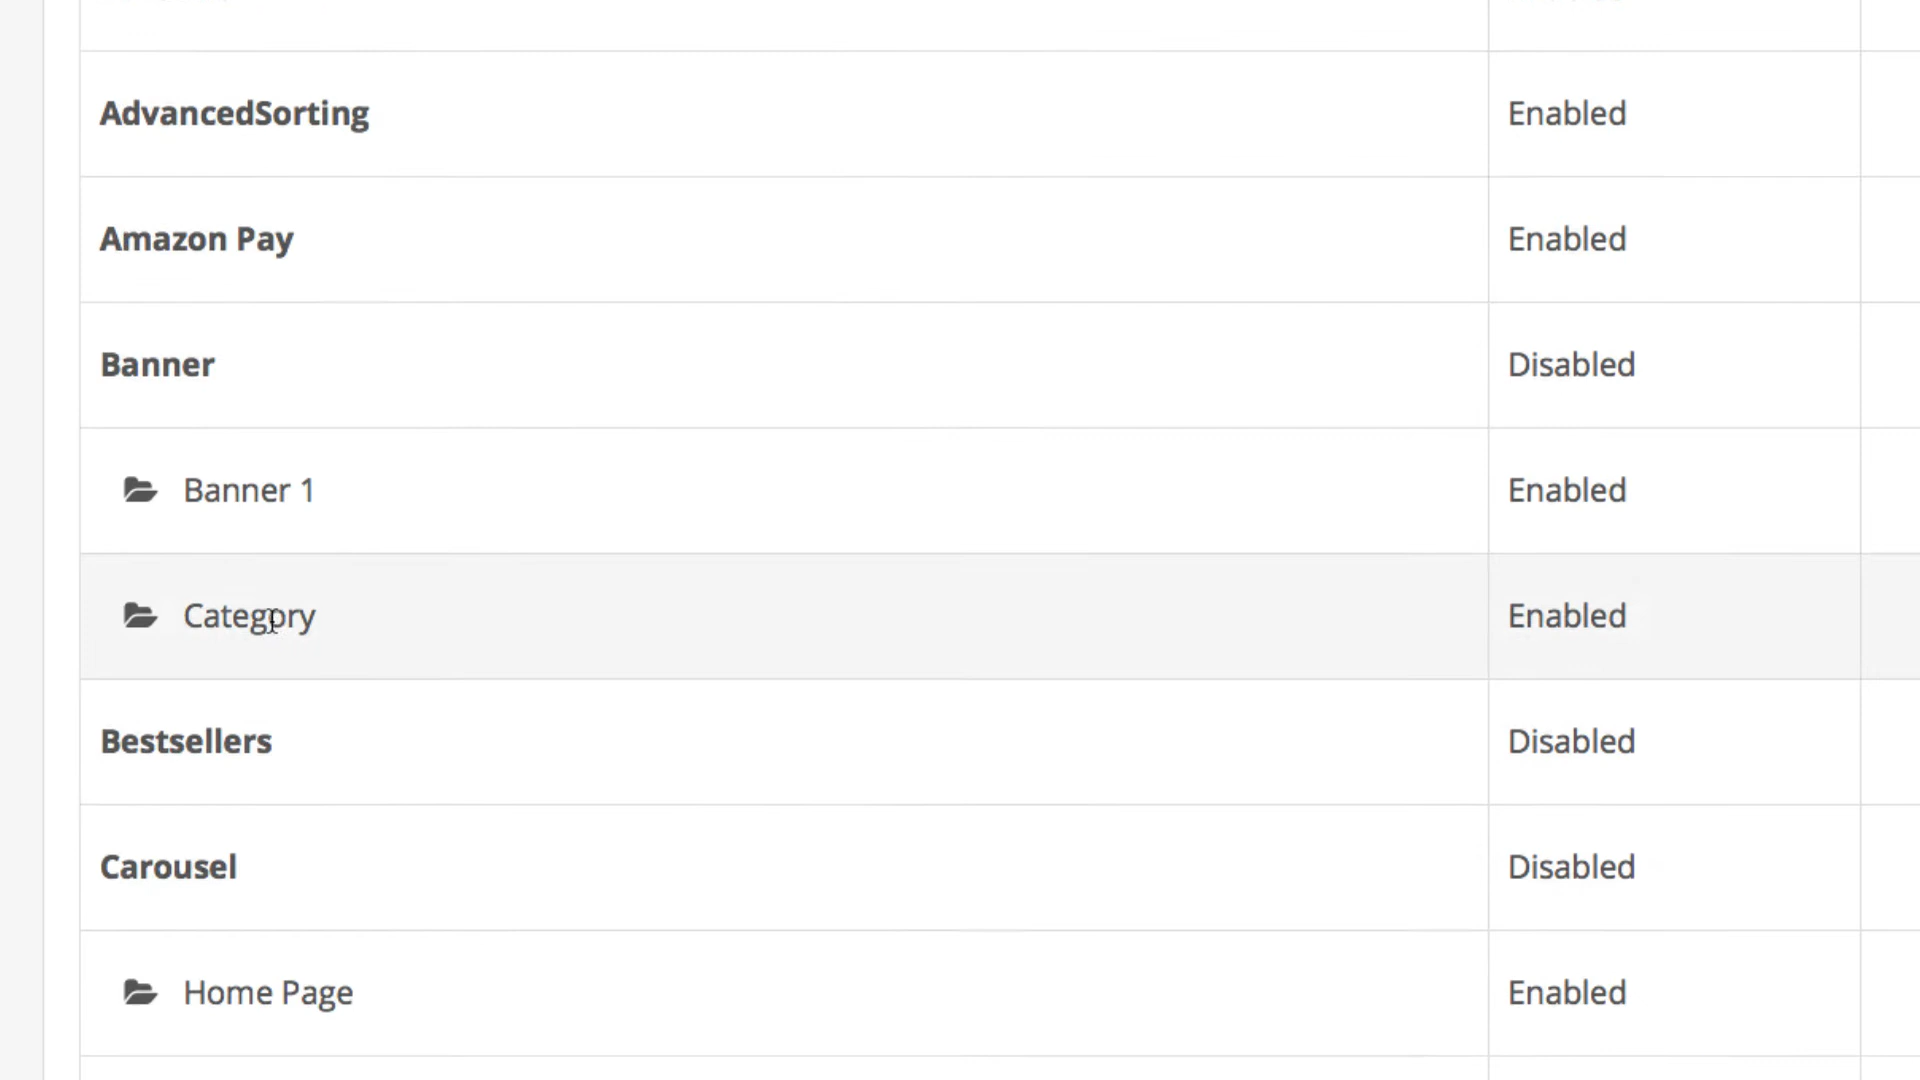 AdvancedSorting Enabled
Amazon Pay Enabled
Banner Disabled
Banner 1 Enabled
Category Enabled
Bestsellers Disabled
Carousel Disabled
Home Page Enabled